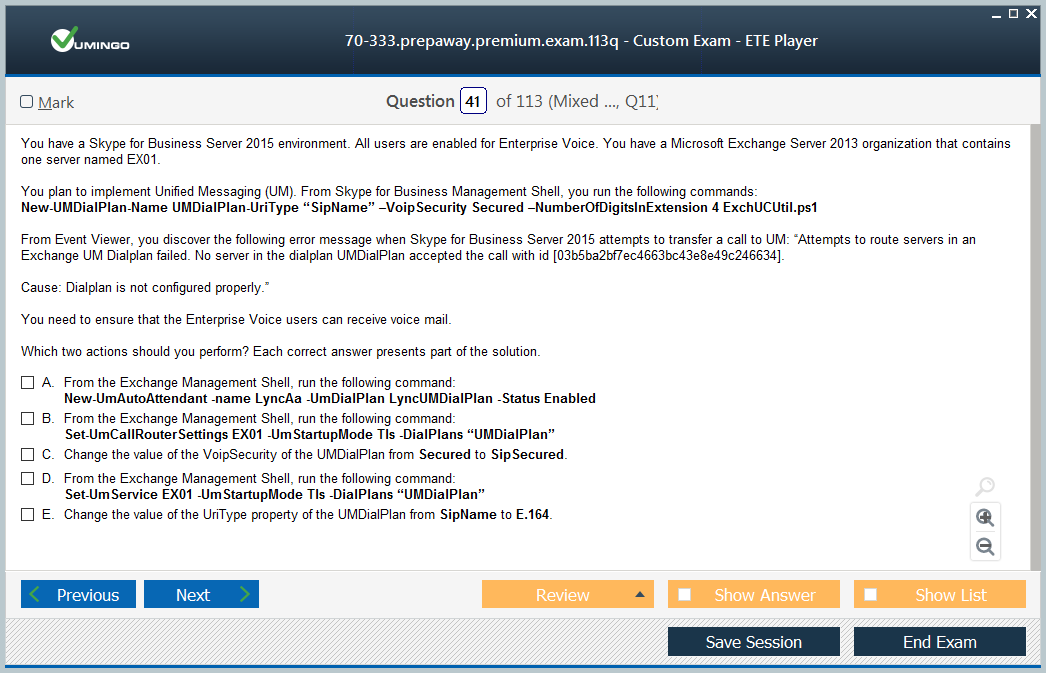 VUMINGO
70-333.prepaway.premium.exam.113q - Custom Exam - ETE Player
Mark
Question 41 of 113 (Mixed ..., Q11)
You have a Skype for Business Server 2015 environment. All users are enabled for Enterprise Voice. You have a Microsoft Exchange Server 2013 organization that contains
one server named EX01.
You plan to implement Unified Messaging (UM). From Skype for Business Management Shell, you run the following commands:
New-UMDialPlan-Name UMDialPlan-UriType “SipName” –VoipSecurity Secured –NumberOfDigitsInExtension 4 ExchUCUtil.ps1
From Event Viewer, you discover the following error message when Skype for Business Server 2015 attempts to transfer a call to UM: “Attempts to route servers in an
Exchange UM Dialplan failed. No server in the dialplan UMDialPlan accepted the call with id [03b5ba2bf7ec4663bc43e8e49c246634].
Cause: Dialplan is not configured properly.”
You need to ensure that the Enterprise Voice users can receive voice mail.
Which two actions should you perform? Each correct answer presents part of the solution.
A. From the Exchange Management Shell, run the following command:
New-UmAutoAttendant -name LyncAa -UmDialPlan LyncUMDialPlan -Status Enabled
B. From the Exchange Management Shell, run the following command:
Set-UmCallRouterSettings EX01 -UmStartupMode Tls -DialPlans “UMDialPlan”
C. Change the value of the VoipSecurity of the UMDialPlan from Secured to SipSecured.
D. From the Exchange Management Shell, run the following command:
Set-UmService EX01 -UmStartupMode Tls -DialPlans “UMDialPlan”
E. Change the value of the UriType property of the UMDialPlan from SipName to E.164.
Previous Next Review Show Answer Show List
Save Session End Exam